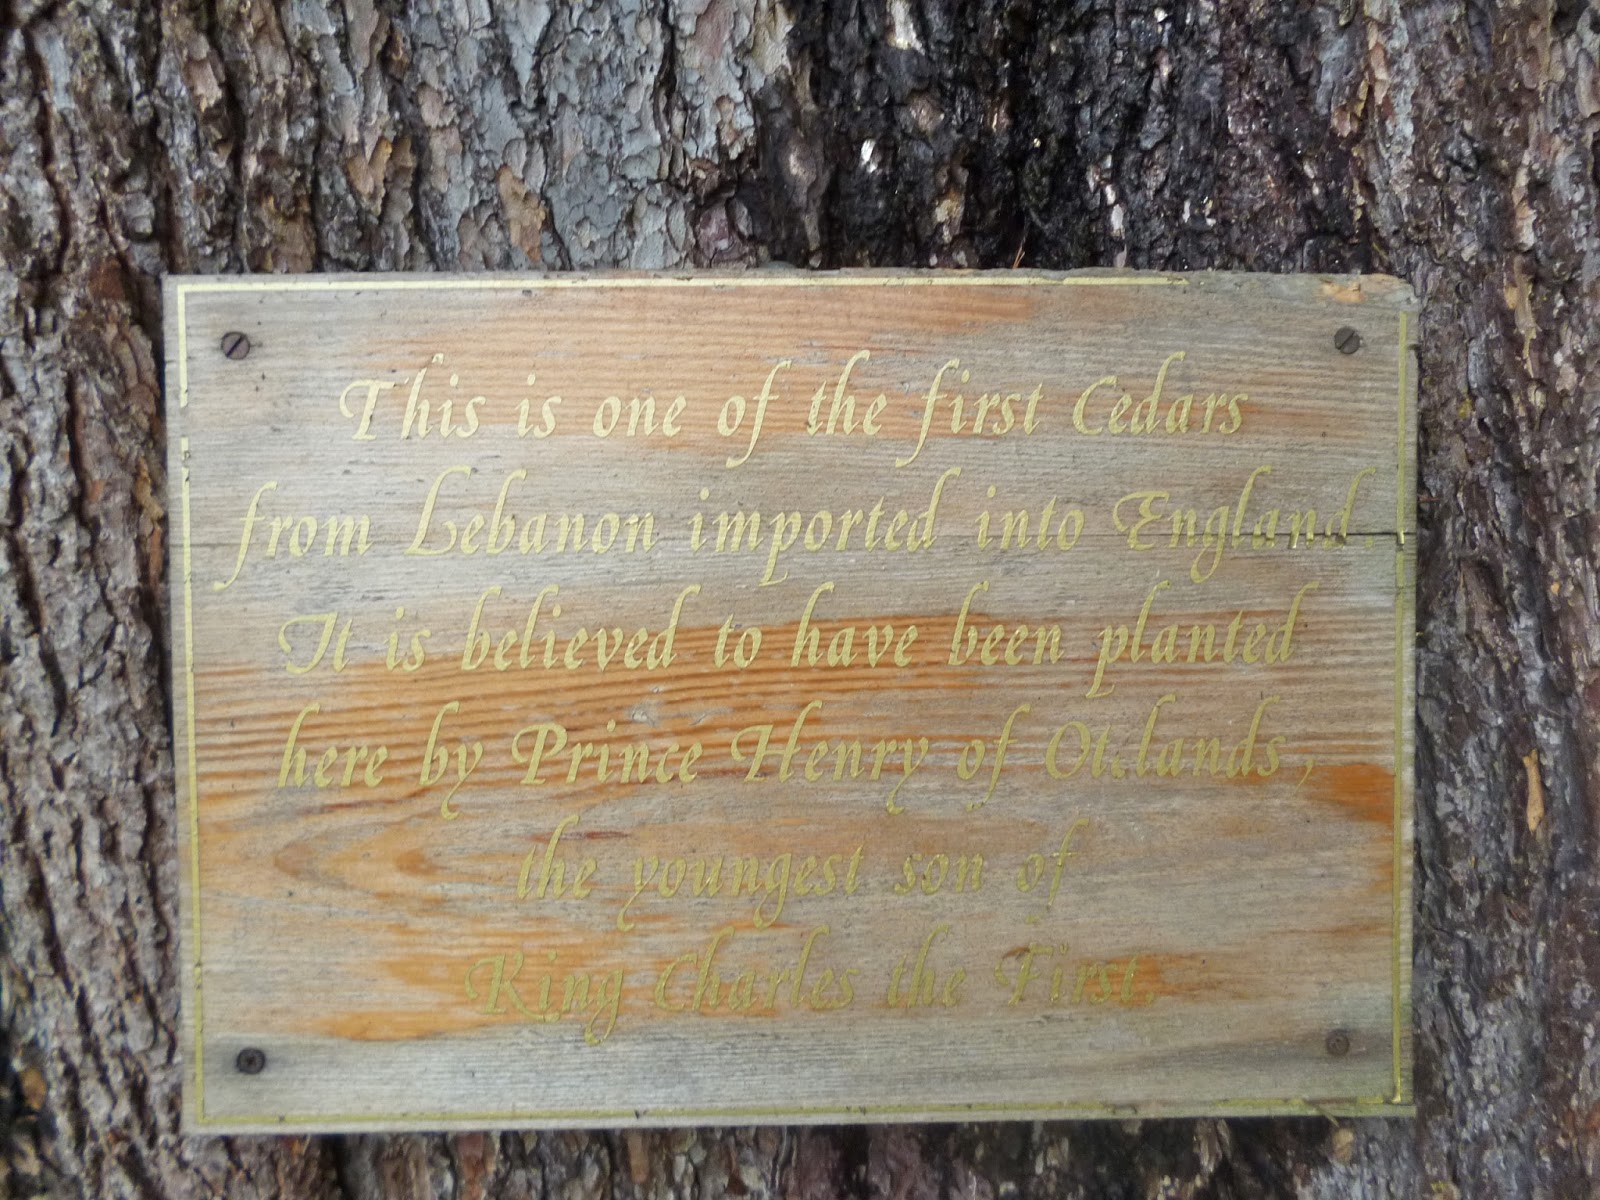 This is one of the first Cedars
from Lebanon imported into England.
It is believed to have been planted
here by Prince Henry of Otelands,
the youngest son of
King Charles the First.